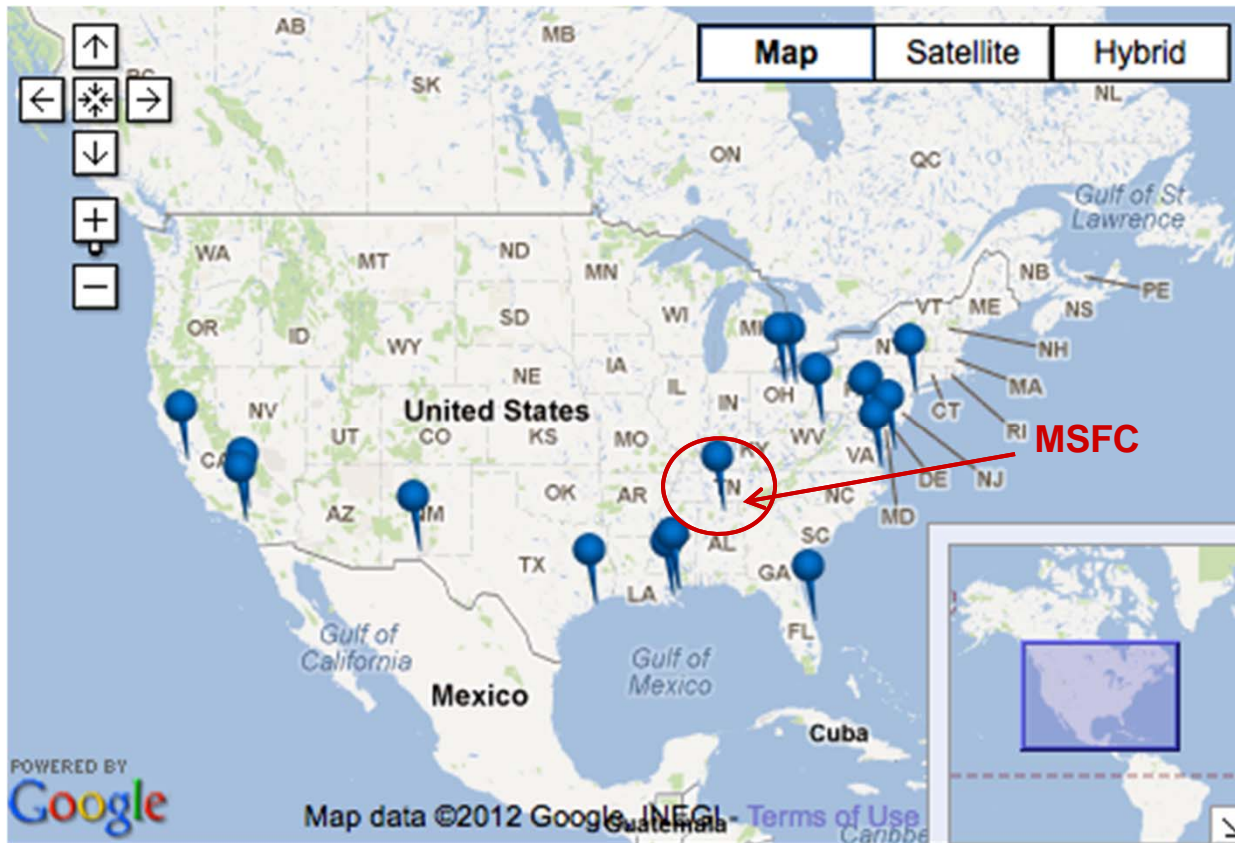 AB
MB
Map Satellite Hybrid
SK
NL
ON
QC
Gulf of St
Lawrence
WA
MT
ND
MN
NB
PE
VT ME
NS
OR
ID
SD
WI
WY
NH
NE
IA
MA
IL
IN
OH
NV
United States
CT
UT
CO
KS
MO
KY
WV
RI
MSFC
VA
DE
NJ
OK
AR
TN
NC
AZ
MD
SC
TX
AL
GA
LA
FL
Gulf of
California
Gulf of
Mexico
Mexico
Cuba
POWERED BY
Google
Map data ©2012 Google, INEGI - Terms of Use
Guatemala